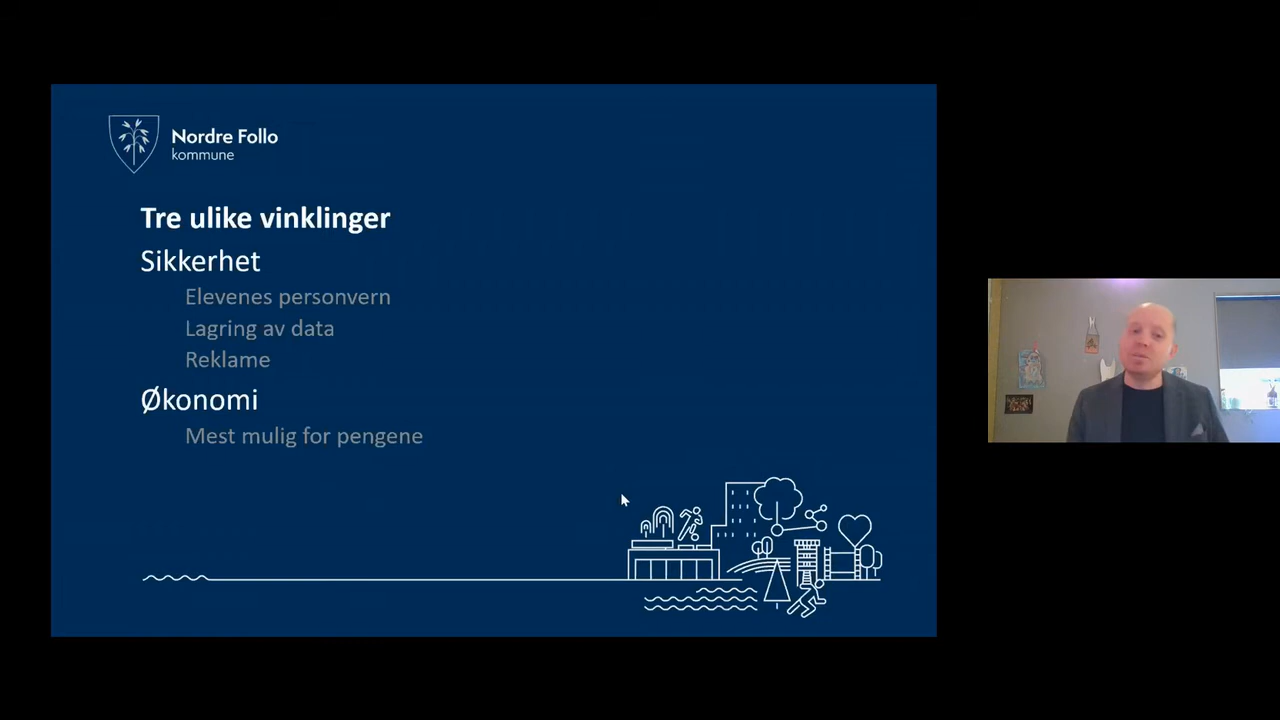 Nordre Follo
kommune
Tre ulike vinklinger
Sikkerhet
Elevenes personvern
Lagring av data
Reklame
Økonomi
Mest mulig for pengene